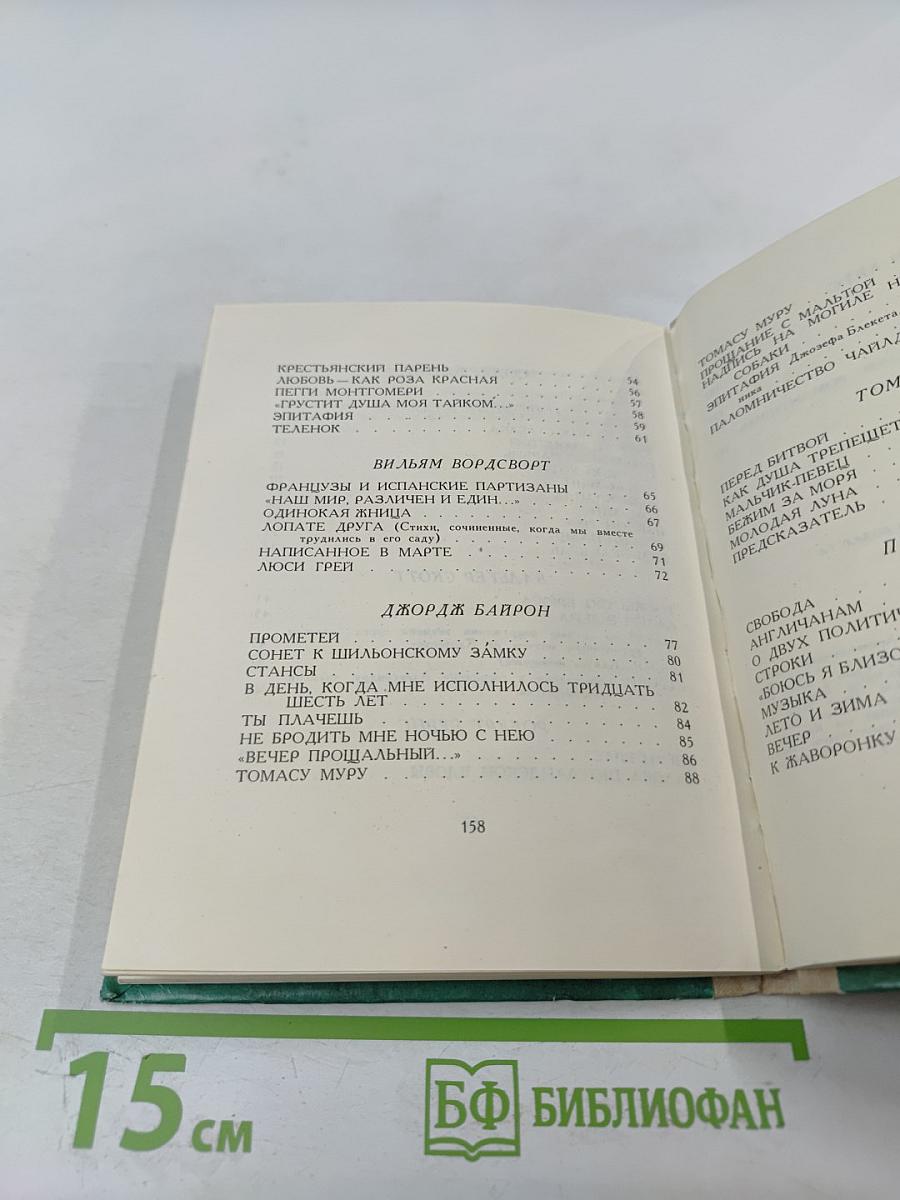 КРЕСТЬЯНСКИЙ ПАРЕНЬ . . . . . . . . 54
ЛЮБОВЬ — КАК РОЗА КРАСНАЯ . . . . . . 56
ПЕГГИ МОНТГОМЕРИ . . . . . . . . 57
«ГРУСТИТ ДУША МОЯ ТАЙКОМ...» . . . . . 58
ЭПИТАФИЯ . . . . . . . . 59
ТЕЛЕНОК . . . . . . . . 61
ВИЛЬЯМ ВОРДСВОРТ
ФРАНЦУЗЫ И ИСПАНСКИЕ ПАРТИЗАНЫ . . . . 65
«НАШ МИР, РАЗЛИЧЕН И ЕДИН...» . . . . . 66
ОДИНОКАЯ ЖНИЦА . . . . . . . . 67
ЛОПАТЕ ДРУГА (Стихи, сочиненные, когда мы вместе
трудились в его саду) . . . . . . . . 69
НАПИСАННОЕ В МАРТЕ . . . . . . . . 71
ЛЮСИ ГРЕЙ . . . . . . . . 72
ДЖОРДЖ БАЙРОН
ПРОМЕТЕЙ . . . . . . . . 77
СОНЕТ К ШИЛЬОНСКОМУ ЗАМКУ . . . . . . 80
СТАНСЫ . . . . . . . . 81
В ДЕНЬ, КОГДА МНЕ ИСПОЛНИЛОСЬ ТРИДЦАТЬ
ШЕСТЬ ЛЕТ . . . . . . . . 82
ТЫ ПЛАЧЕШЬ . . . . . . . . 84
НЕ БРОДИТЬ МНЕ НОЧЬЮ С НЕЮ . . . . . 85
«ВЕЧЕР ПРОЩАЛЬНЫЙ...» . . . . . . . 86
ТОМАСУ МУРУ . . . . . . . . 88
158
ТОМАСУ МУРУ
ПРОЩАНИЕ С МАЛЬТОЙ
НАДПИСЬ НА МОГИЛЕ Н
СОБАКИ
ЭПИТАФИЯ Джозефа Блекета,
ника
ПАЛОМНИЧЕСТВО ЧАЙЛД
ТОМ
ПЕРЕД БИТВОЙ
КАК ДУША ТРЕПЕЩЕТ
МАЛЬЧИК-ПЕВЕЦ
БЕЖИМ ЗА МОРЯ
МОЛОДАЯ ЛУНА
ПРЕДСКАЗАТЕЛЬ
П
СВОБОДА
АНГЛИЧАНАМ
О ДВУХ ПОЛИТИЧ
СТРОКИ
«БОЮСЬ Я БЛИЗО
МУЗЫКА
ЛЕТО И ЗИМА
ВЕЧЕР
К ЖАВОРОНКУ
15 см
БФ БИБЛИОФАН